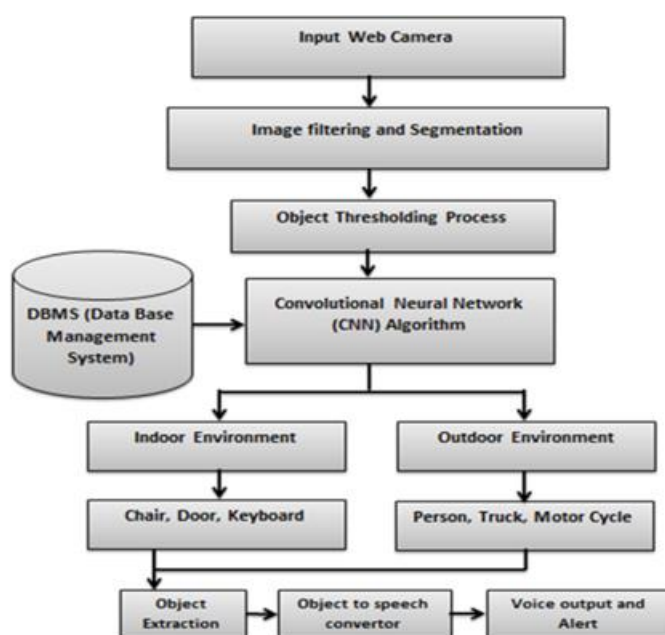 Input Web Camera
Image filtering and Segmentation
Object Thresholding Process
DBMS (Data Base
Management
System)
Convolutional Neural Network
(CNN) Algorithm
Indoor Environment
Outdoor Environment
Chair, Door, Keyboard
Person, Truck, Motor Cycle
Object
Extraction
Object to speech
convertor
Voice output and
Alert